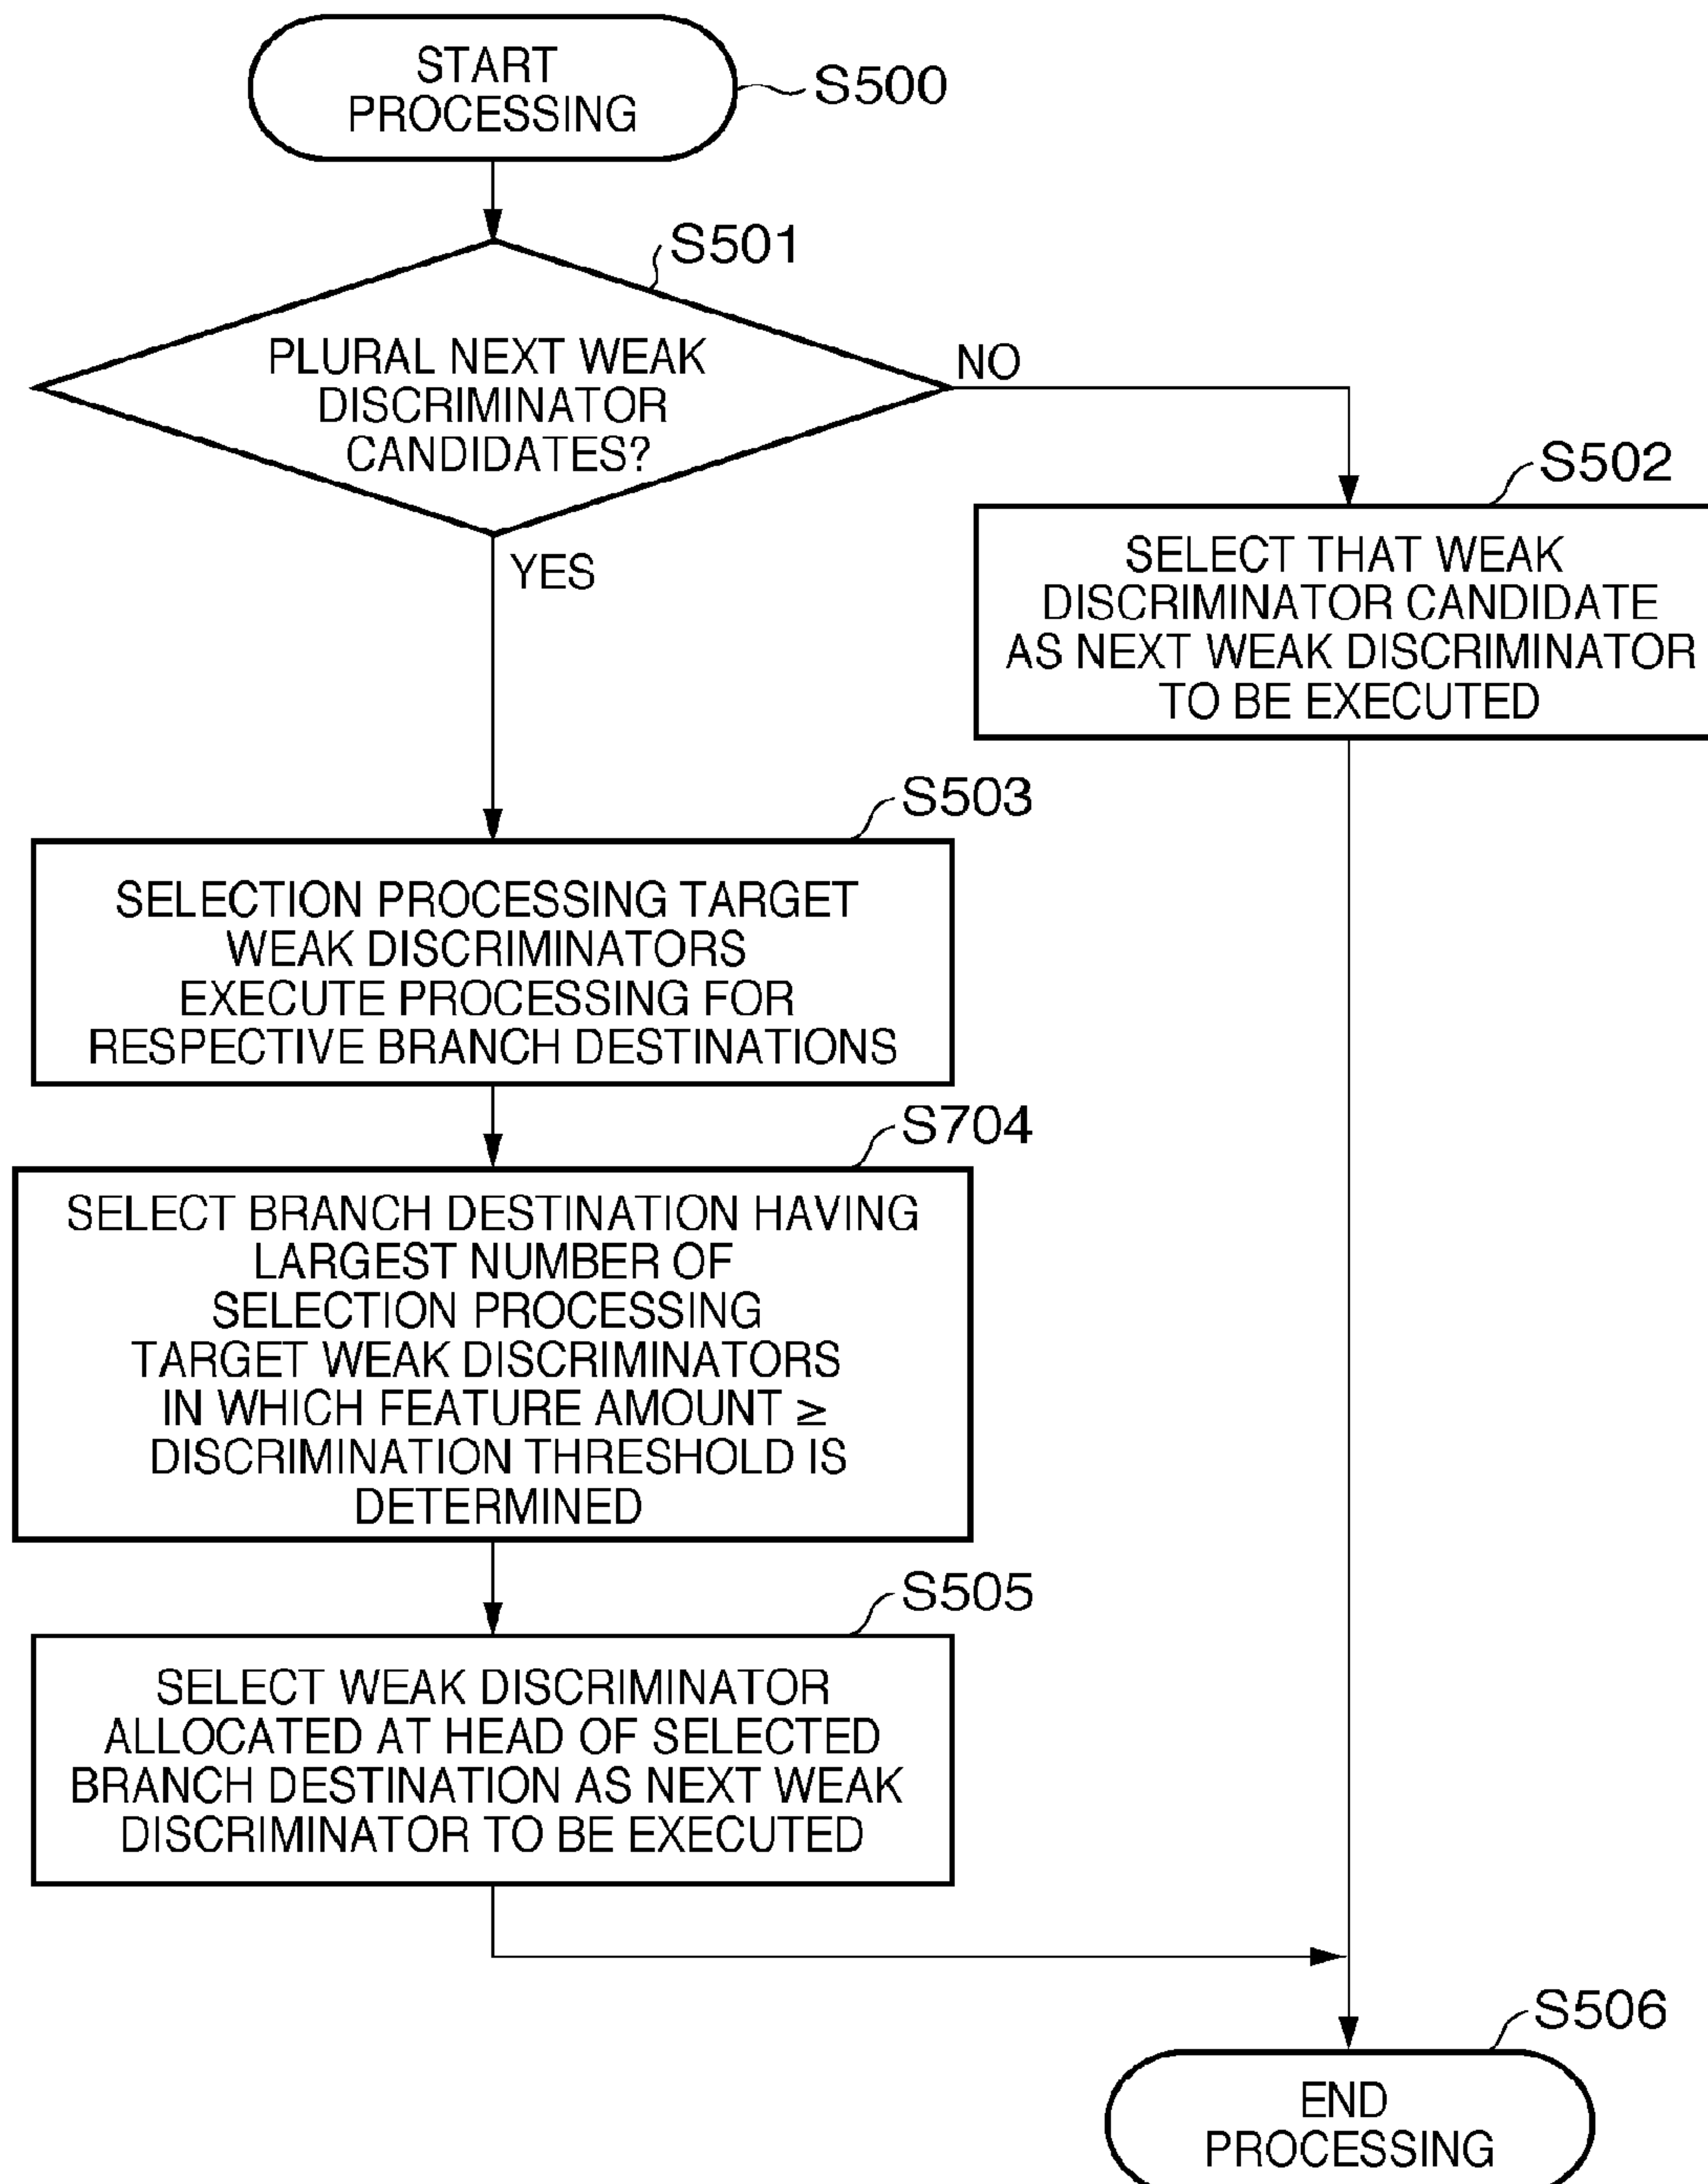 START
PROCESSING
S500
S501
PLURAL NEXT WEAK
DISCRIMINATOR
CANDIDATES?
NO
YES
S502
SELECT THAT WEAK
DISCRIMINATOR CANDIDATE
AS NEXT WEAK DISCRIMINATOR
TO BE EXECUTED
S503
SELECTION PROCESSING TARGET
WEAK DISCRIMINATORS
EXECUTE PROCESSING FOR
RESPECTIVE BRANCH DESTINATIONS
S704
SELECT BRANCH DESTINATION HAVING
LARGEST NUMBER OF
SELECTION PROCESSING
TARGET WEAK DISCRIMINATORS
IN WHICH FEATURE AMOUNT ≥
DISCRIMINATION THRESHOLD IS
DETERMINED
S505
SELECT WEAK DISCRIMINATOR
ALLOCATED AT HEAD OF SELECTED
BRANCH DESTINATION AS NEXT WEAK
DISCRIMINATOR TO BE EXECUTED
S506
END
PROCESSING